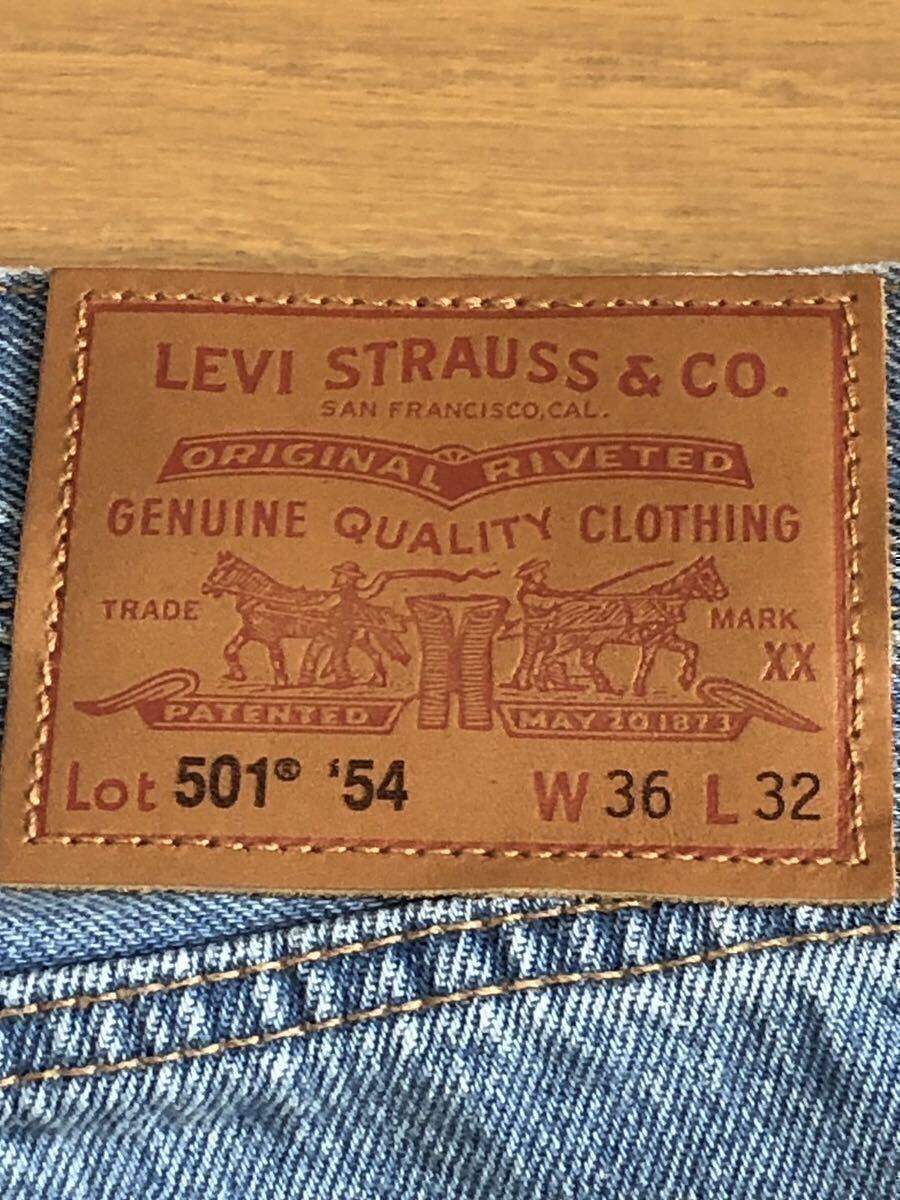 LEVI STRAUSS & CO.
SAN FRANCISCO, CAL.
ORIGINAL RIVETED
GENUINE QUALITY CLOTHING
TRADE MARK
XX
PATENTED MAY 20, 1873
Lot 501® '54 W 36 L 32